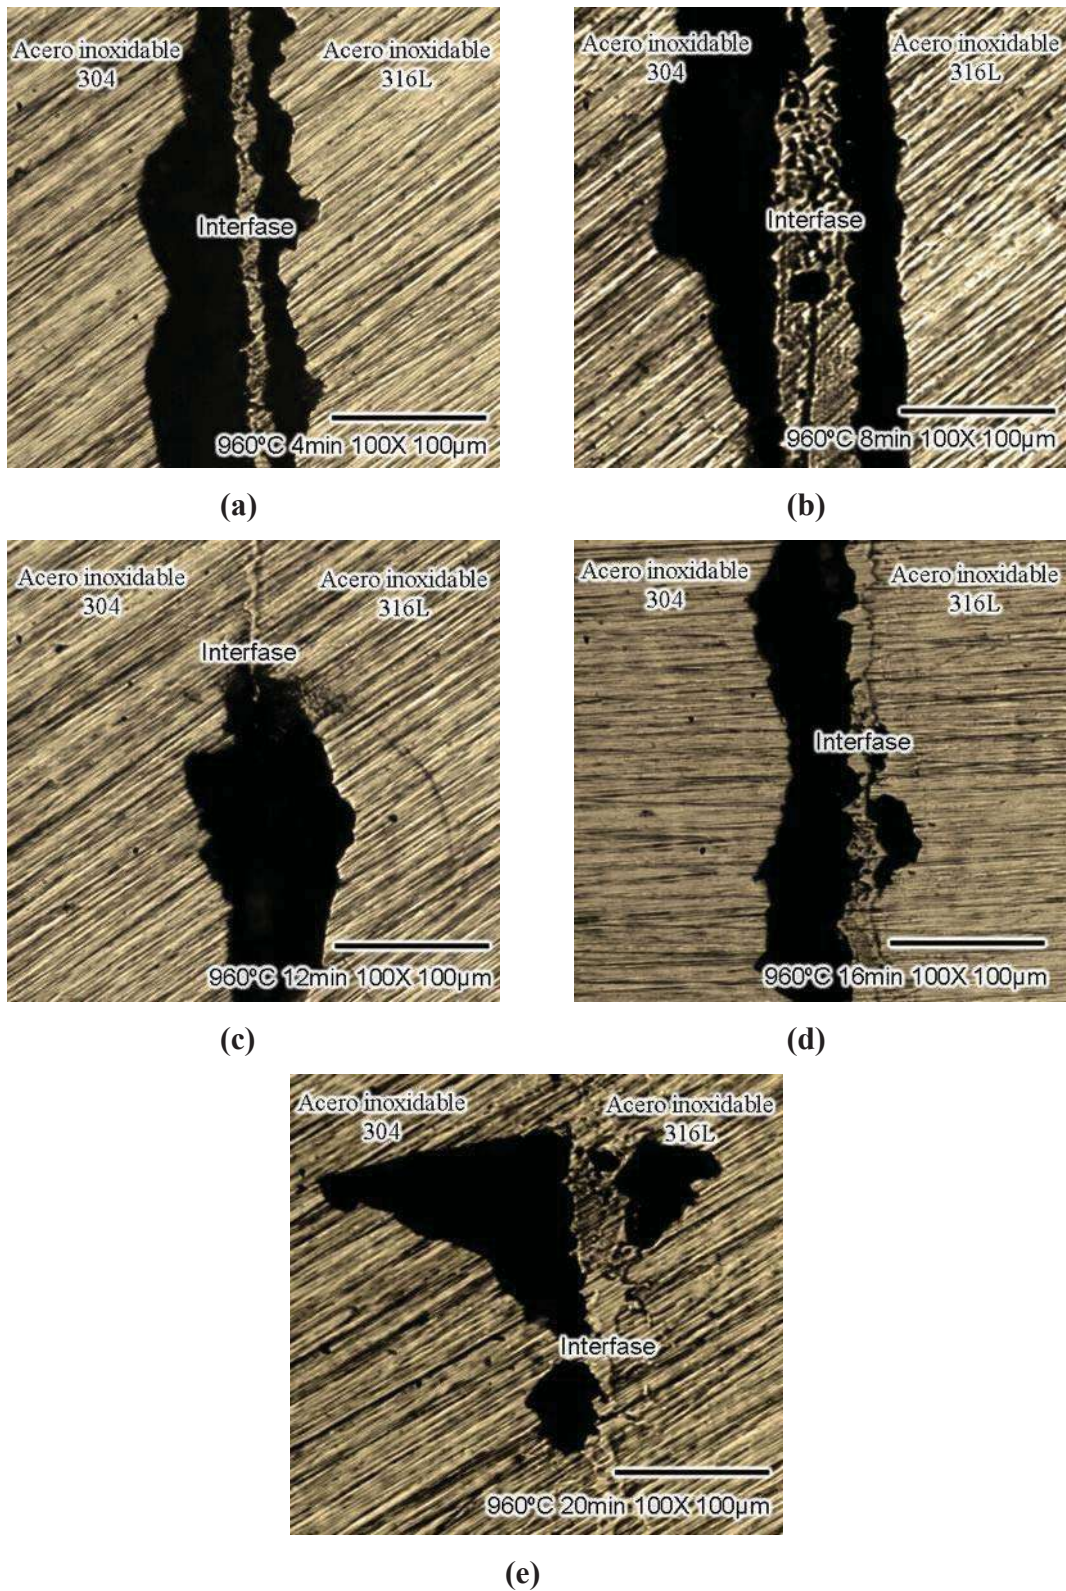 Acero inoxidable
304
Acero inoxidable
316L
Interfase
960ºC 4min 100X 100µm
(a)
Acero inoxidable
304
Acero inoxidable
316L
Interfase
960ºC 8min 100X 100µm
(b)
Acero inoxidable
304
Acero inoxidable
316L
Interfase
960ºC 12min 100X 100µm
(c)
Acero inoxidable
304
Acero inoxidable
316L
Interfase
960ºC 16min 100X 100µm
(d)
Acero inoxidable
304
Acero inoxidable
316L
Interfase
960ºC 20min 100X 100µm
(e)